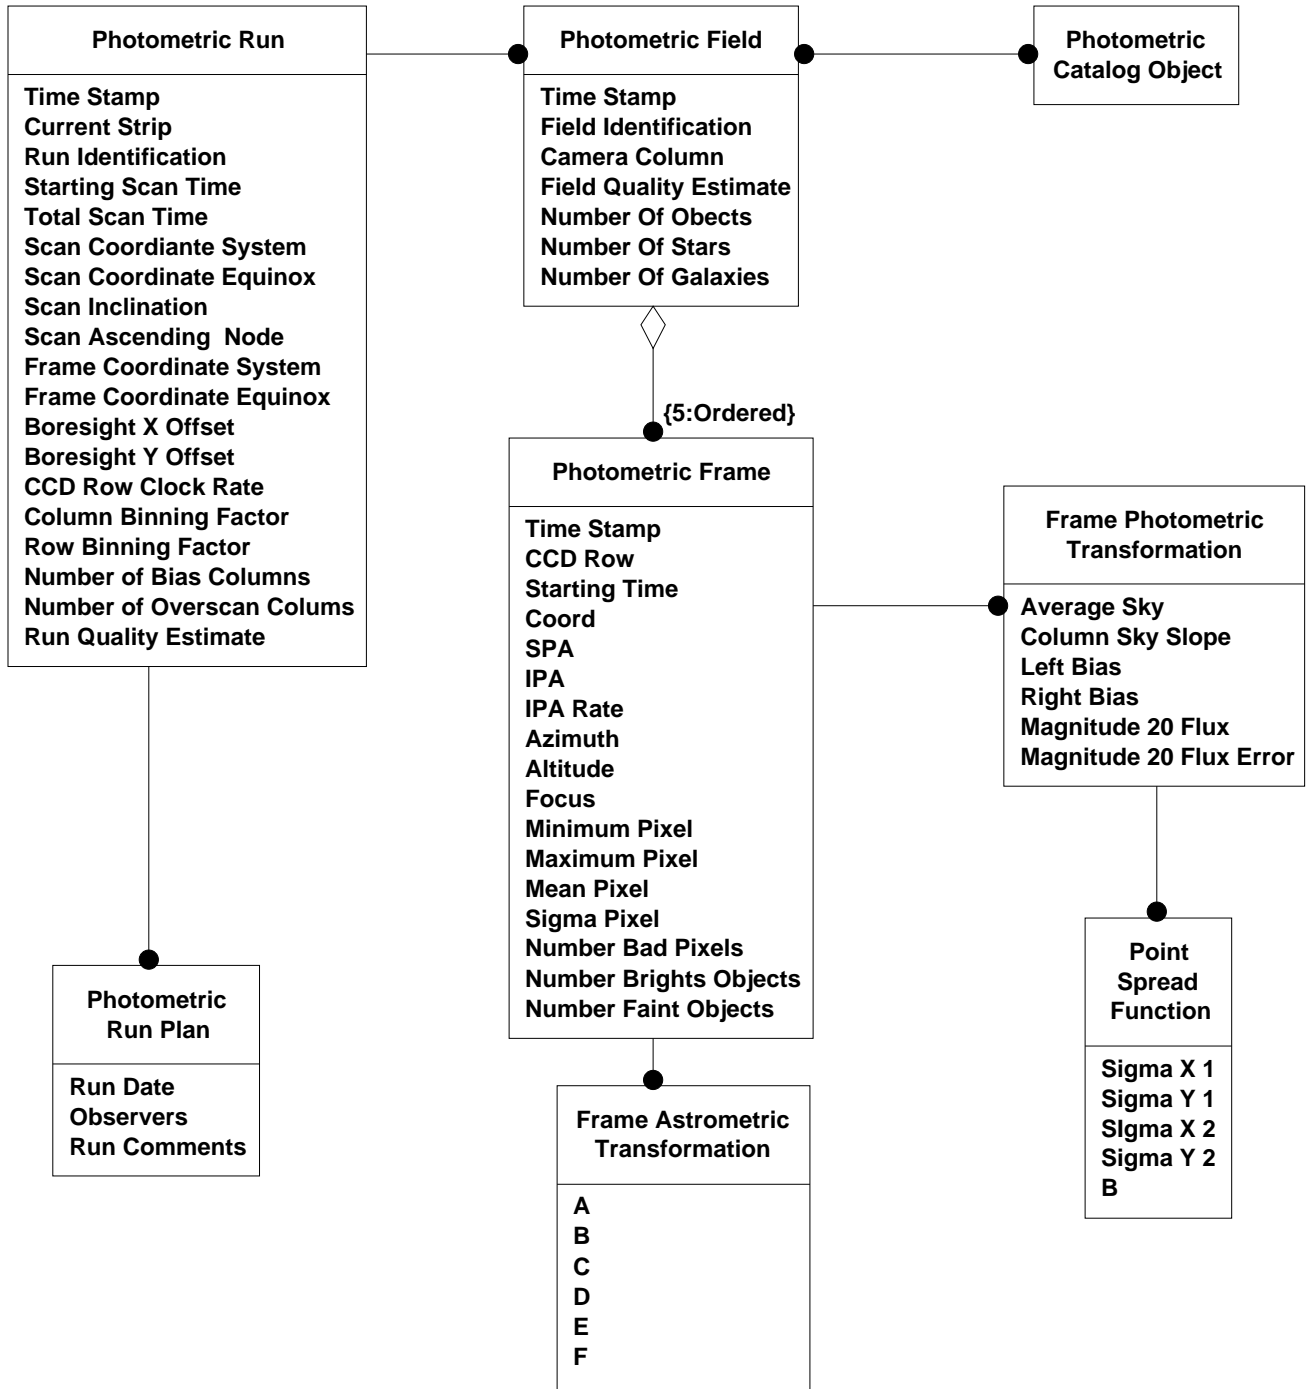 Photometric Run
Time Stamp
Current Strip
Run Identification
Starting Scan Time
Total Scan Time
Scan Coordiante System
Scan Coordinate Equinox
Scan Inclination
Scan Ascending  Node
Frame Coordinate System
Frame Coordinate Equinox
Boresight X Offset
Boresight Y Offset
CCD Row Clock Rate
Column Binning Factor
Row Binning Factor
Number of Bias Columns
Number of Overscan Colums
Run Quality Estimate
Photometric Field
Time Stamp
Field Identification
Camera Column
Field Quality Estimate
Number Of Obects
Number Of Stars
Number Of Galaxies
Photometric
Catalog Object
{5:Ordered}
Photometric Frame
Time Stamp
CCD Row
Starting Time
Coord
SPA
IPA
IPA Rate
Azimuth
Altitude
Focus
Minimum Pixel
Maximum Pixel
Mean Pixel
Sigma Pixel
Number Bad Pixels
Number Brights Objects
Number Faint Objects
Frame Photometric
Transformation
Average Sky
Column Sky Slope
Left Bias
Right Bias
Magnitude 20 Flux
Magnitude 20 Flux Error
Photometric
Run Plan
Run Date
Observers
Run Comments
Frame Astrometric
Transformation
A
B
C
D
E
F
Point
Spread
Function
Sigma X 1
Sigma Y 1
SIgma X 2
Sigma Y 2
B